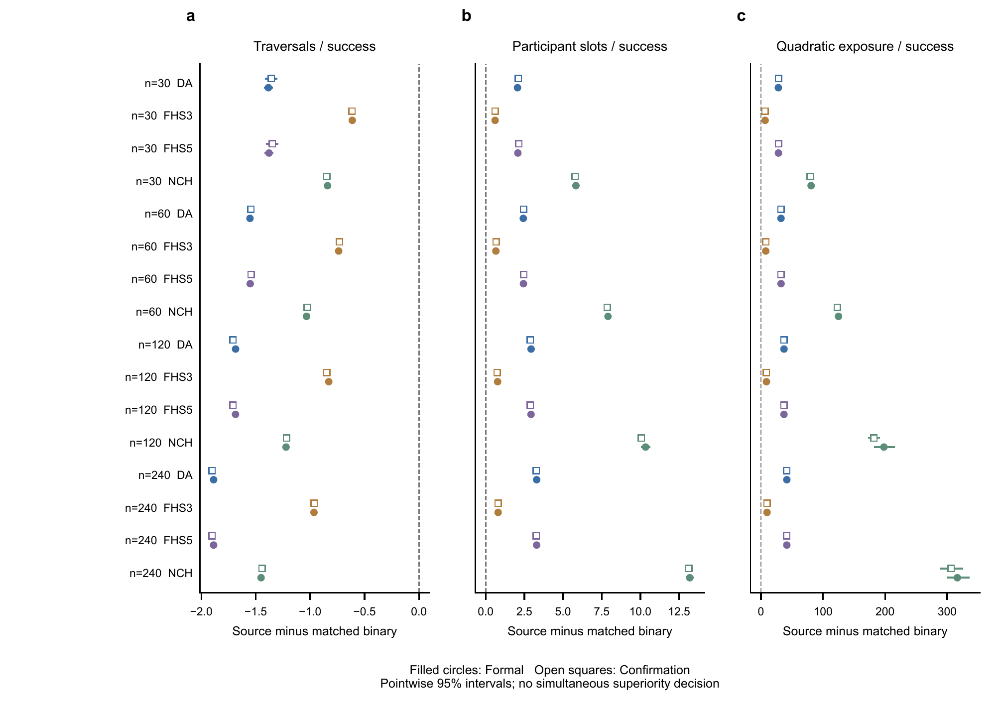 a
b
c
Traversals / success
Participant slots / success
Quadratic exposure / success
n=30 DA
n=30 FHS3
n=30 FHS5
n=30 NCH
n=60 DA
n=60 FHS3
n=60 FHS5
n=60 NCH
n=120 DA
n=120 FHS3
n=120 FHS5
n=120 NCH
n=240 DA
n=240 FHS3
n=240 FHS5
n=240 NCH
−2.0 −1.5 −1.0 −0.5 0.0
0.0 2.5 5.0 7.5 10.0 12.5
0 100 200 300
Source minus matched binary
Source minus matched binary
Source minus matched binary
Filled circles: Formal Open squares: Confirmation
Pointwise 95% intervals; no simultaneous superiority decision